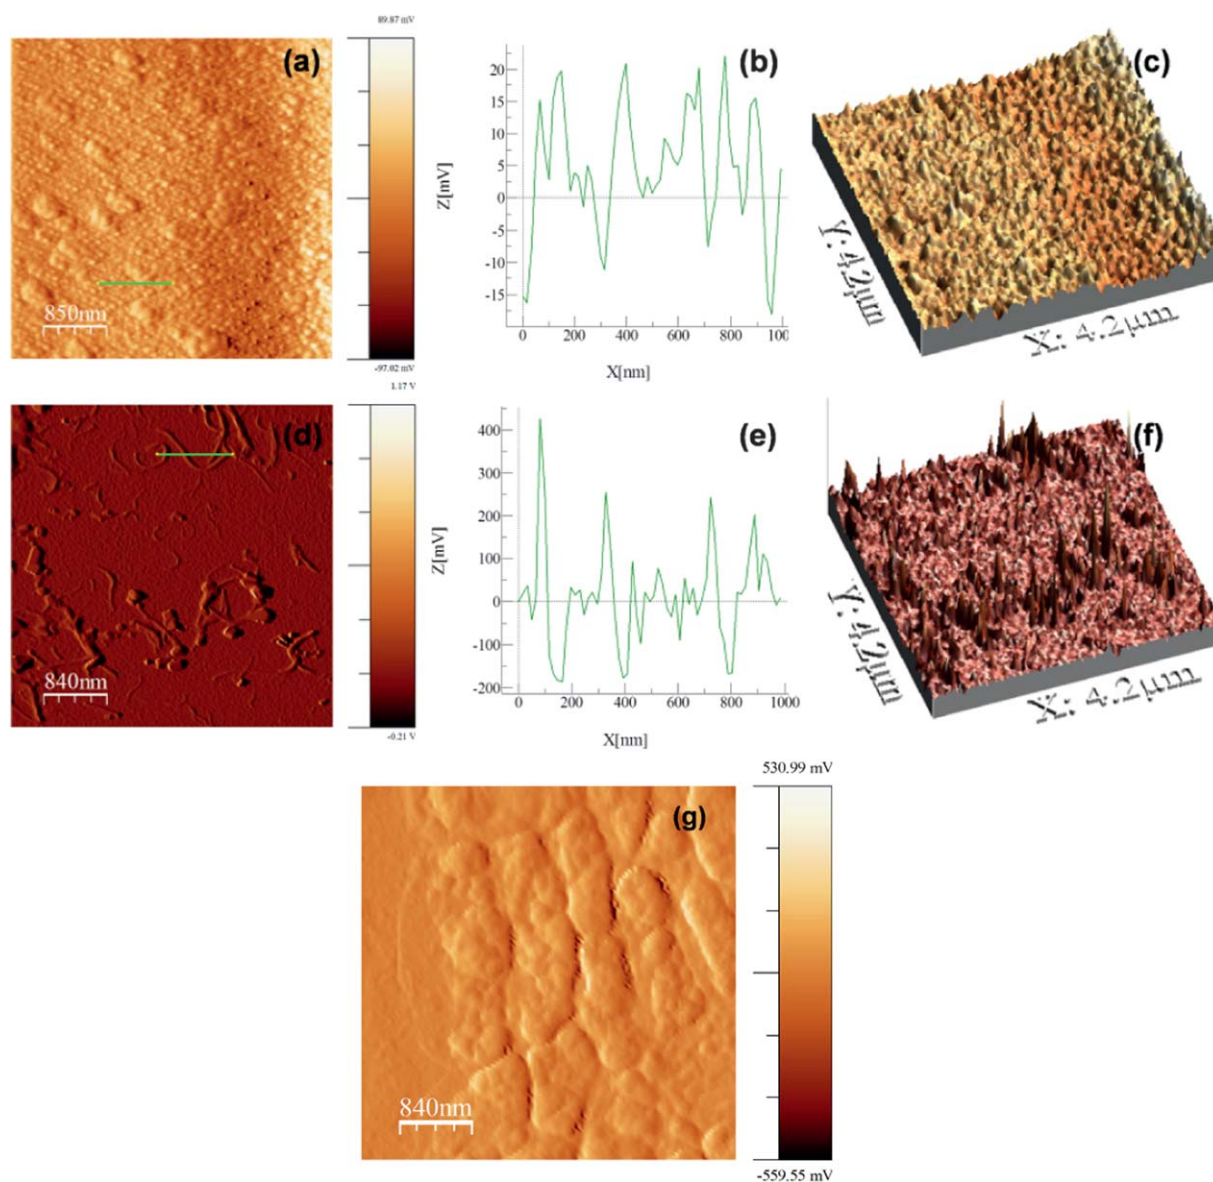 89.87 mV
(a)
850nm
-97.02 mV
(b)
Z[mV]
20
15
10
5
0
-5
-10
-15
0 200 400 600 800 1000
X[nm]
(c)
Y: 4.2µm
X: 4.2µm
1.17 V
(d)
840nm
-0.21 V
(e)
Z[mV]
400
300
200
100
0
-100
-200
0 200 400 600 800 1000
X[nm]
(f)
Y: 4.2µm
X: 4.2µm
530.99 mV
(g)
840nm
-559.55 mV